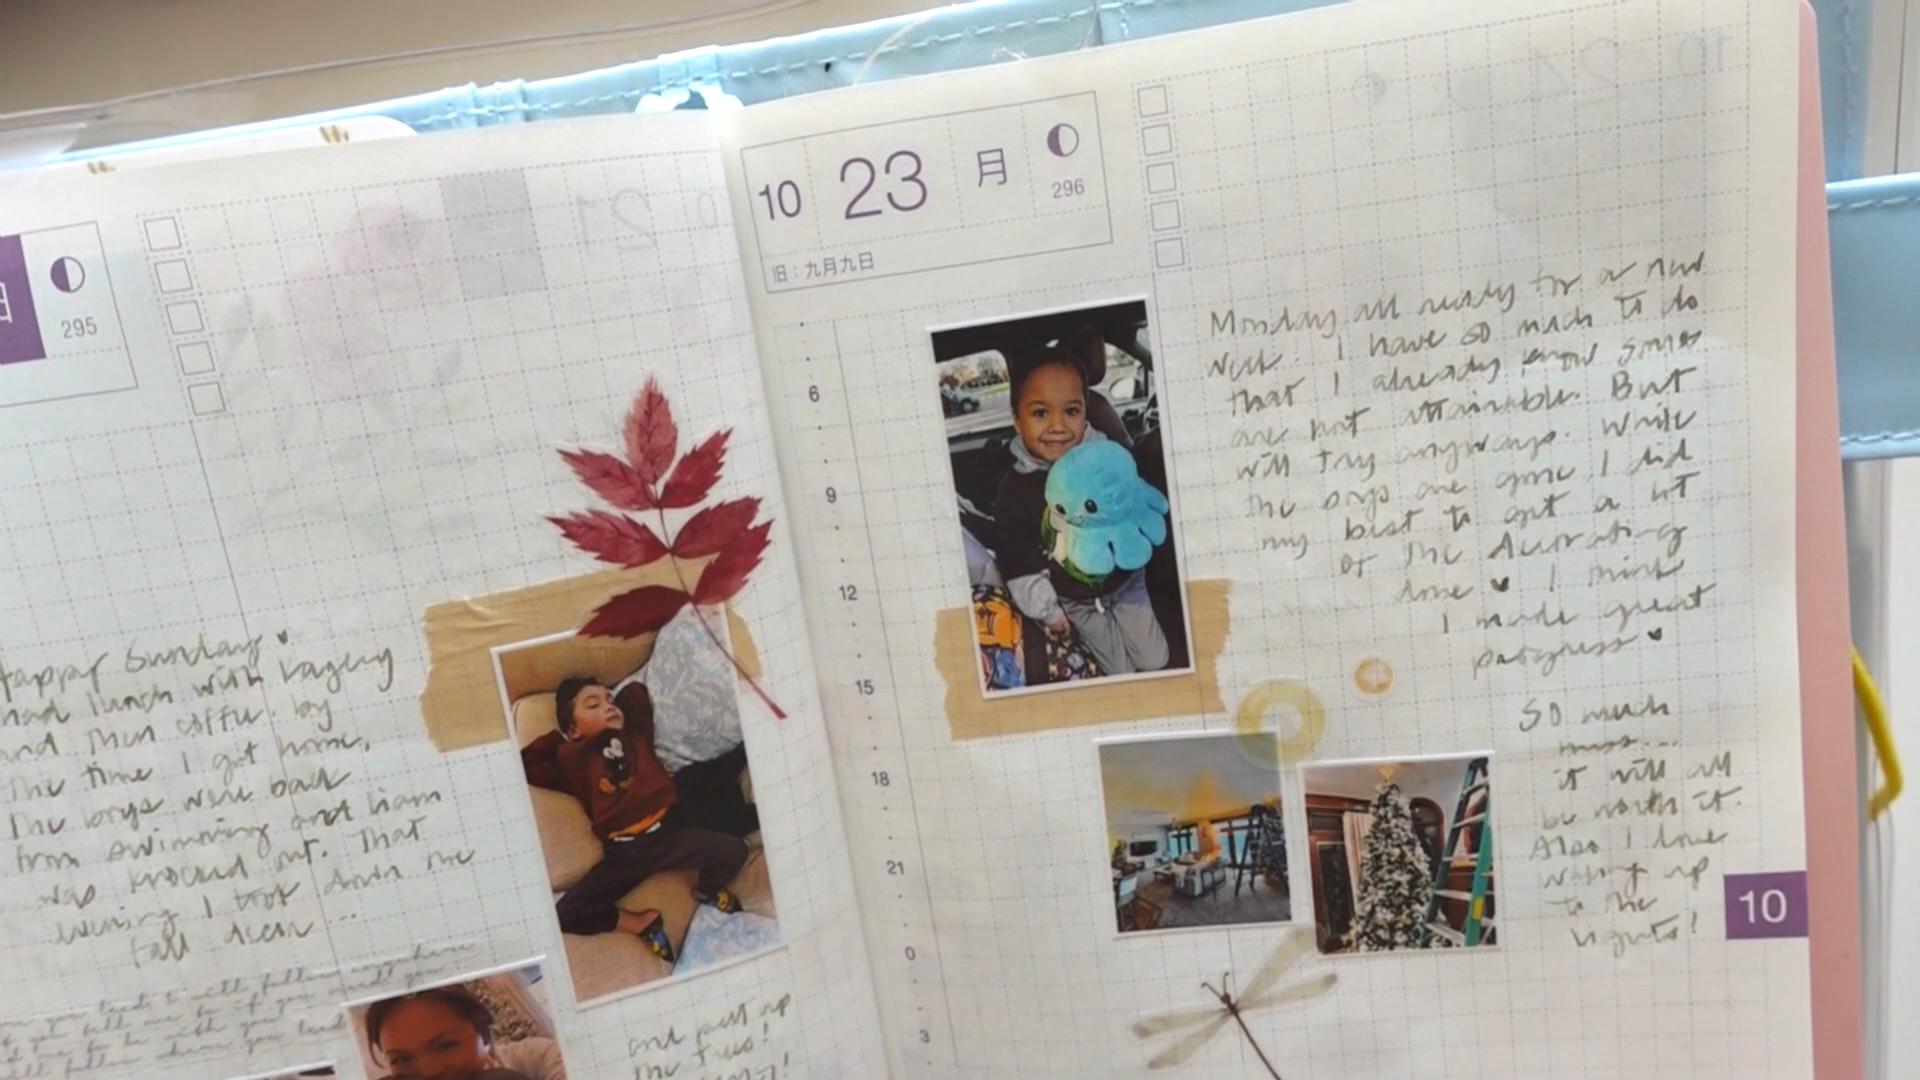 295
21
Happy Sunday ♥
had lunch with
and then coffee. by
the time I got home,
the boys were back
from swimming and Liam
was knocked out. That
evening I took down the
fall decor...
and put up
the trees!
10 23 月 296
旧：九月九日
6
9
12
15
18
21
0
3
Monday all ready for a new
week! I have so much to do
that I already know some
are not attainable. But
will try anyways. While
the boys are gone, I did
my best to get a lot
of the decorating
done ♥ I think
I made great
progress ♥
So much
mess...
it will all
be worth it.
Also I love
waking up
to the
lights!
10